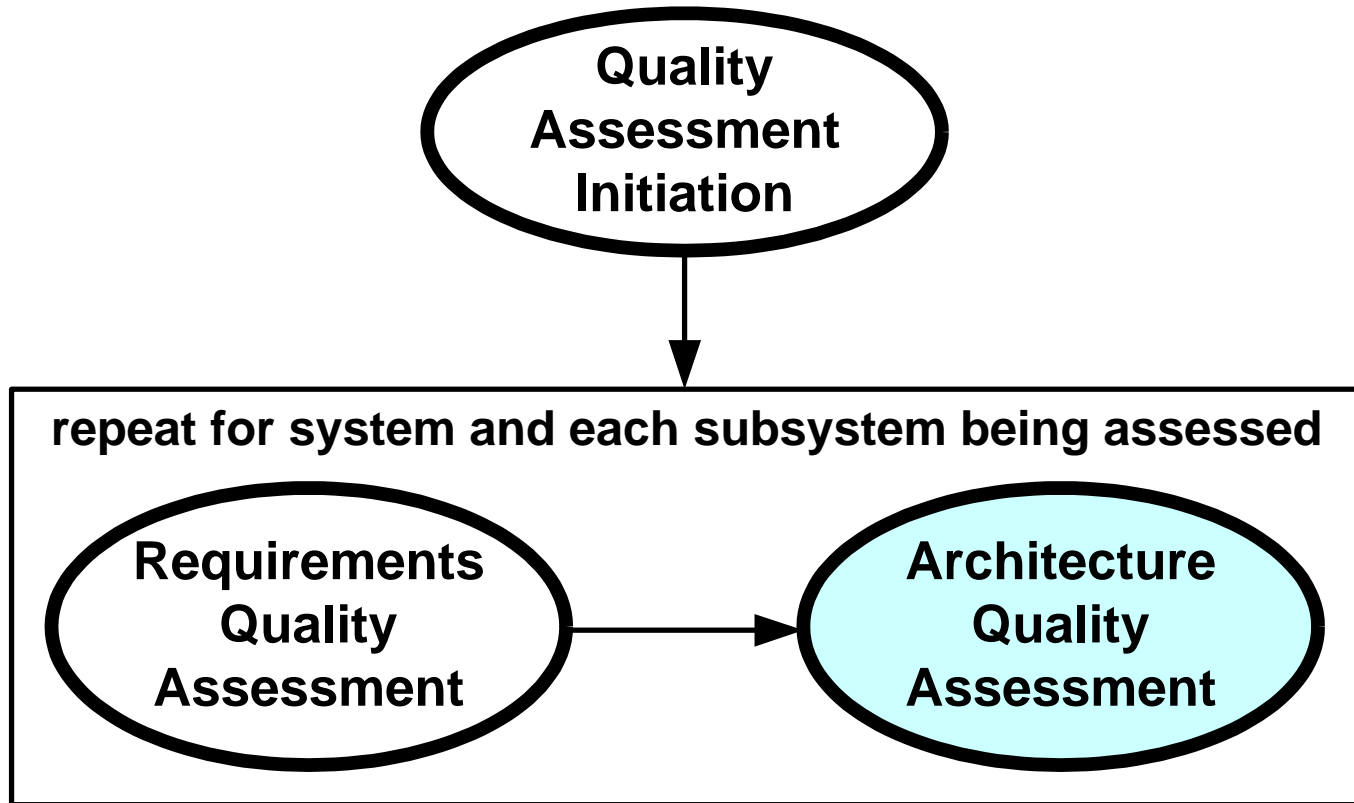 Quality
Assessment
Initiation
repeat for system and each subsystem being assessed
Requirements
Quality
Assessment
Architecture
Quality
Assessment